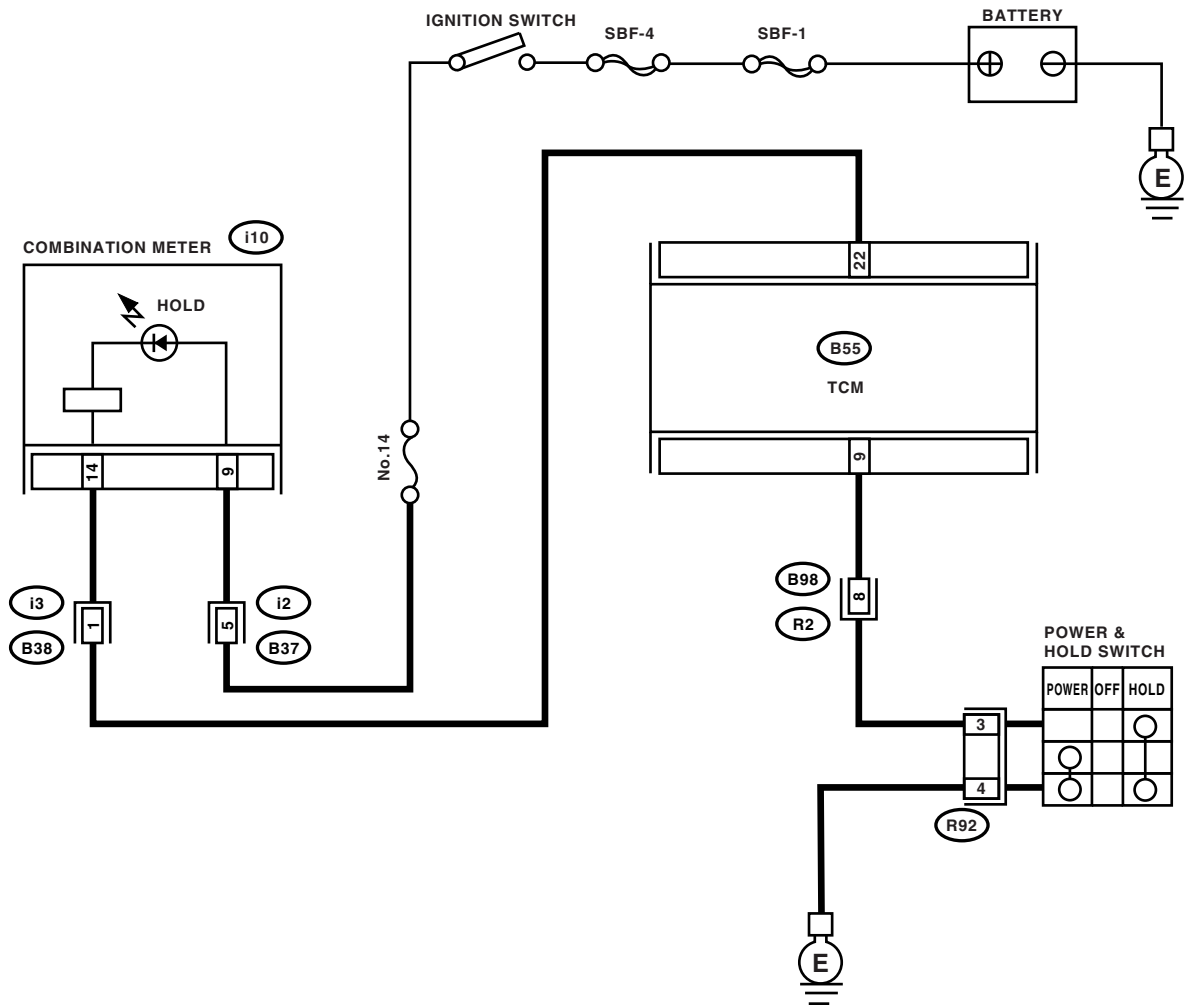 IGNITION SWITCH
SBF-4
SBF-1
BATTERY
E
COMBINATION METER
i10
HOLD
14
9
No.14
22
B55
TCM
9
i3
B38
1
5
i2
B37
B98
R2
8
POWER &
HOLD SWITCH
POWER OFF HOLD
3
4
R92
E